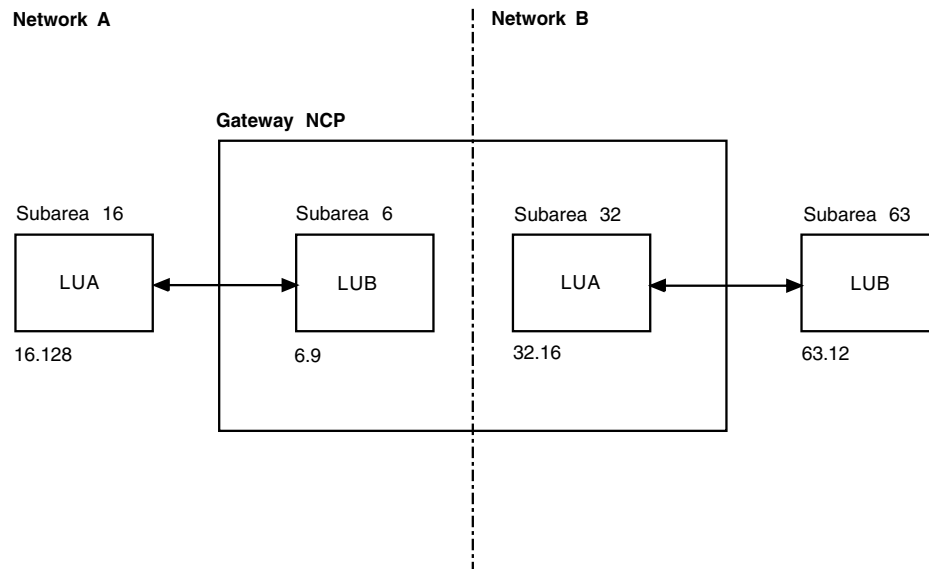 Network A
Network B
Gateway NCP
Subarea 16
Subarea 6
Subarea 32
Subarea 63
LUA
LUB
LUA
LUB
16.128
6.9
32.16
63.12